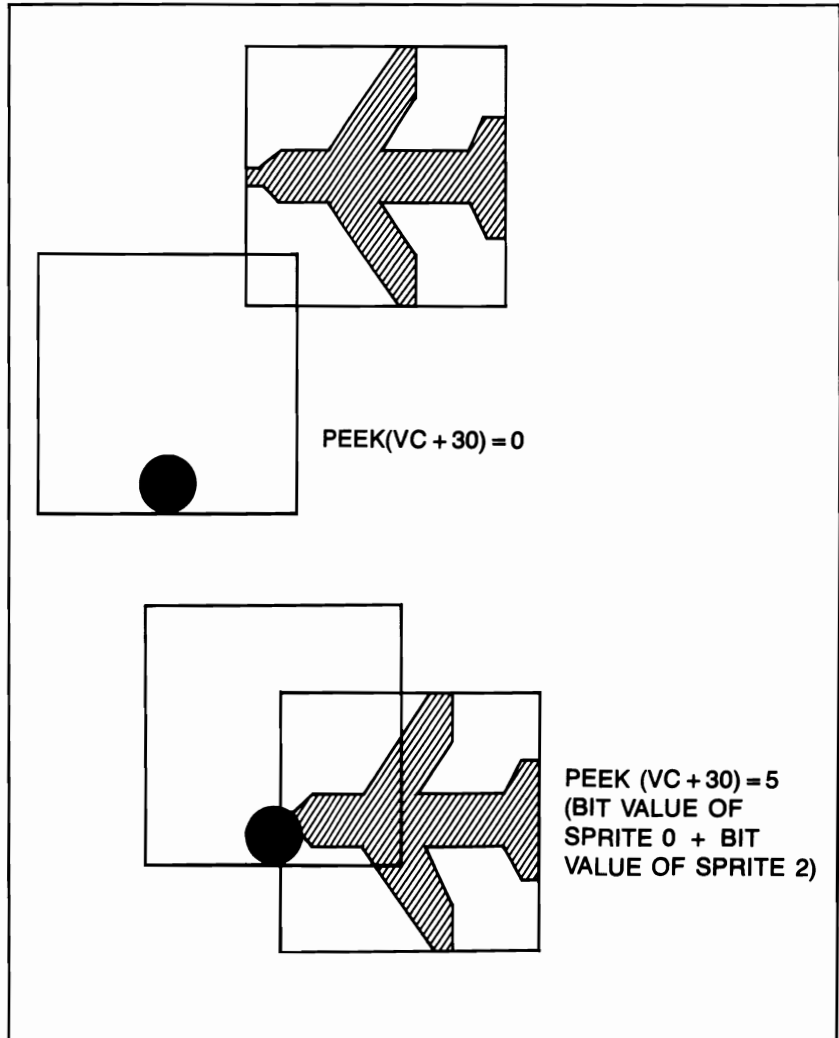 PEEK(VC + 30) = 0
PEEK (VC + 30) = 5
(BIT VALUE OF
SPRITE 0 + BIT
VALUE OF SPRITE 2)